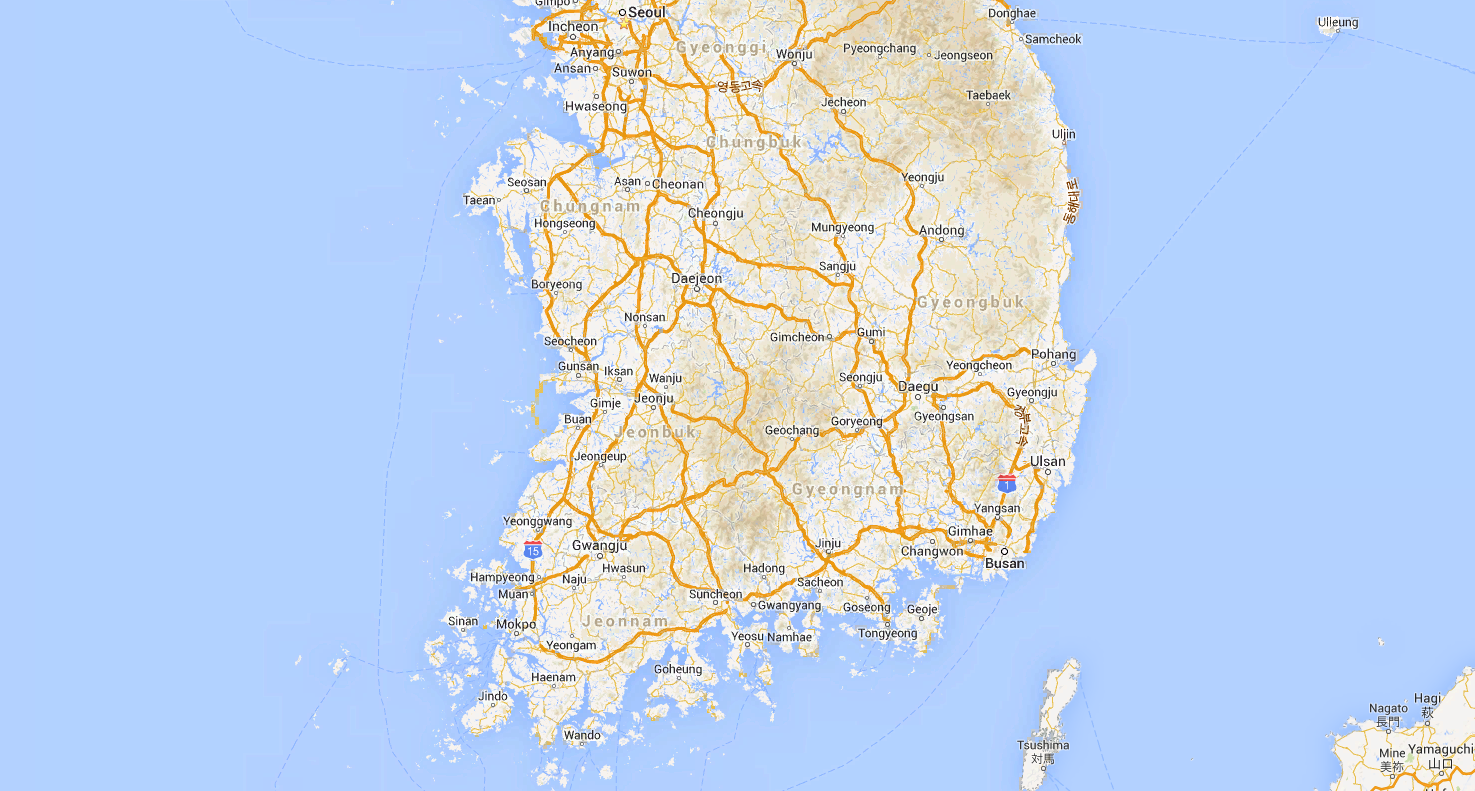 Gimpo
Seoul
Donghae
Ulleung
Incheon
Samcheok
Gyeonggi
Pyeongchang
Anyang
Wonju
Jeongseon
Ansan
Suwon
영동고속
Taebaek
Hwaseong
Jecheon
Uljin
Chungbuk
Yeongju
Asan
Cheonan
Seosan
Taean
동해대로
Chungnam
Cheongju
Hongseong
Mungyeong
Andong
Sangju
Daejeon
Boryeong
Gyeongbuk
Nonsan
Gumi
Gimcheon
Seocheon
Pohang
Gunsan
Iksan
Yeongcheon
Wanju
Seongju
Daegu
Gyeongju
Gimje
Jeonju
Gyeongsan
Buan
Goryeong
경부고속
Jeonbuk
Geochang
Jeongeup
Ulsan
1
Gyeongnam
Yangsan
Yeonggwang
Gimhae
15
Gwangju
Jinju
Changwon
Busan
Hwasun
Hadong
Hampyeong
Naju
Sacheon
Muan
Suncheon
Gwangyang
Goseong
Geoje
Sinan
Mokpo
Jeonnam
Yeosu
Namhae
Tongyeong
Yeongam
Goheung
Haenam
Jindo
Hagi
萩
Nagato
長門
Wando
Tsushima
対馬
Mine
美祢
Yamaguchi
山口